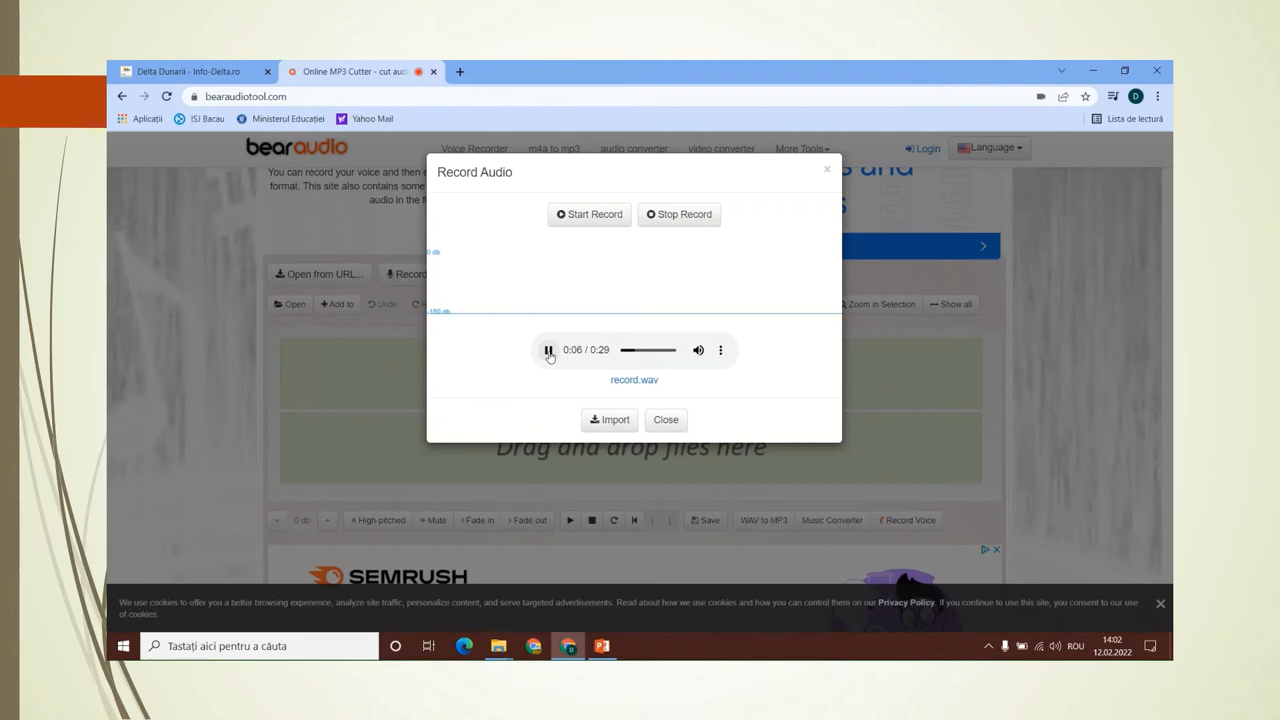 Delta Dunarii - Info-Delta.ro
Online MP3 Cutter - cut aud
bearaudiotool.com
D
Aplicații ISJ Bacau Ministerul Educației Yahoo Mail Lista de lectură
bearaudio Voice Recorder m4a to mp3 audio converter video converter More Tools Login Language
Record Audio
You can record your voice and then e
format. This site also contains some
audio in the f
s and
s
Start Record Stop Record
0 db
-150 db
Open from URL... Record
Open Add to Undo Zoom in Selection Show all
0:06 / 0:29
record.wav
Import Close
Drag and drop files here
0 db High-pitched Mute Fade in Fade out Save WAV to MP3 Music Converter Record Voice
SEMRUSH
We use cookies to offer you a better browsing experience, analyze site traffic, personalize content, and serve targeted advertisements. Read about how we use cookies and how you can control them on our Privacy Policy. If you continue to use this site, you consent to our use
of cookies.
Tastați aici pentru a căuta
D
ROU
14:02
12.02.2022